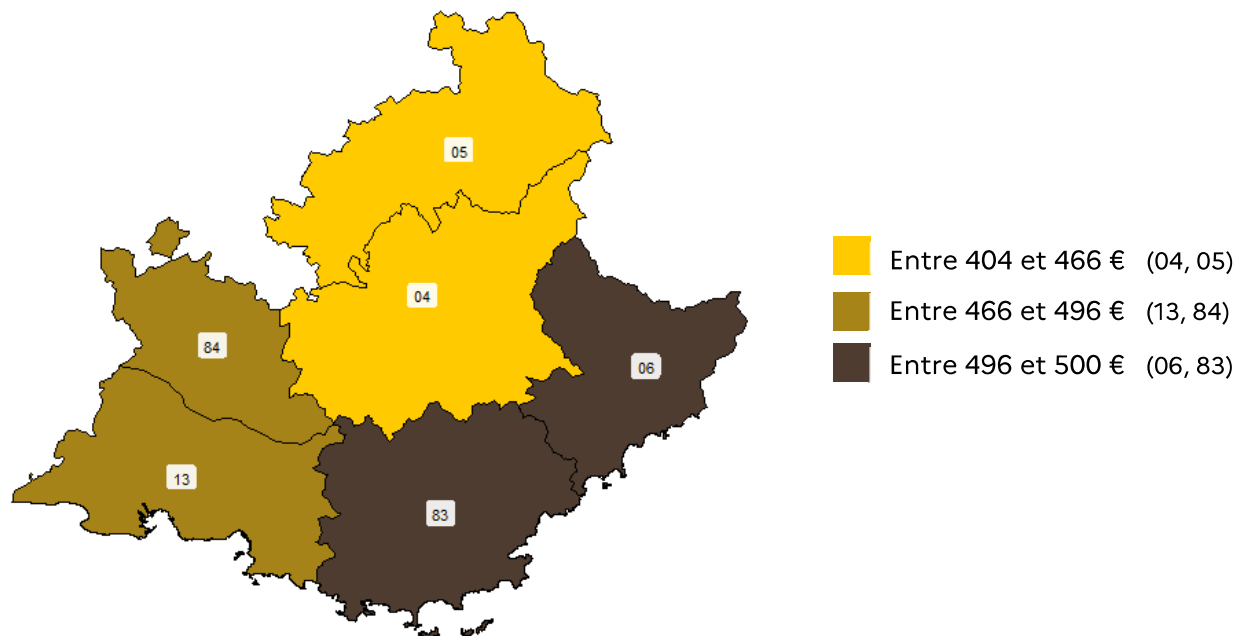 05
04
84
06
13
83
Entre 404 et 466 € (04, 05)
Entre 466 et 496 € (13, 84)
Entre 496 et 500 € (06, 83)